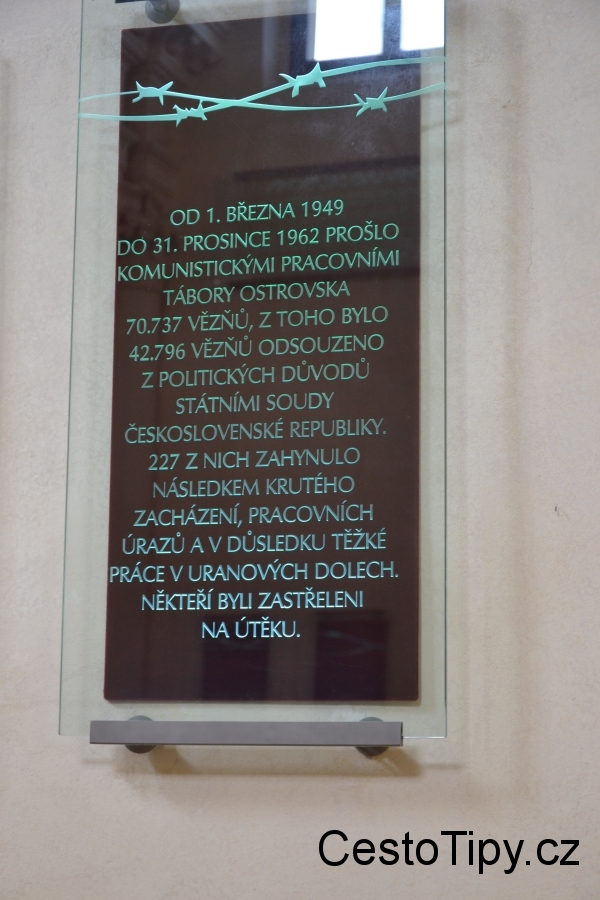 OD 1. BŘEZNA 1949
DO 31. PROSINCE 1962 PROŠLO
KOMUNISTICKÝMI PRACOVNÍMI
TÁBORY OSTROVSKA
70.737 VĚZŇŮ, Z TOHO BYLO
42.796 VĚZŇŮ ODSOUZENO
Z POLITICKÝCH DŮVODŮ
STÁTNÍMI SOUDY
ČESKOSLOVENSKÉ REPUBLIKY.
227 Z NICH ZAHYNULO
NÁSLEDKEM KRUTÉHO
ZACHÁZENÍ, PRACOVNÍCH
ÚRAZŮ A V DŮSLEDKU TĚŽKÉ
PRÁCE V URANOVÝCH DOLECH.
NĚKTEŘÍ BYLI ZASTŘELENI
NA ÚTĚKU.
CestoTipy.cz